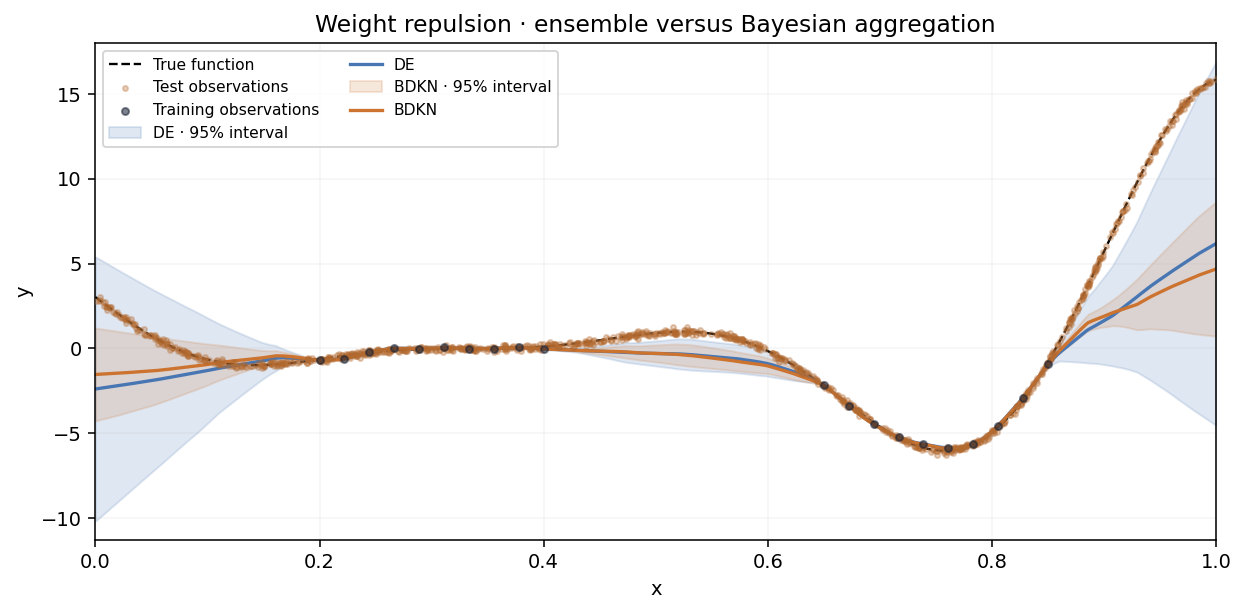 Weight repulsion · ensemble versus Bayesian aggregation
True function
Test observations
Training observations
DE · 95% interval
DE
BDKN · 95% interval
BDKN
y
15
10
5
0
−5
−10
0.0
0.2
0.4
0.6
0.8
1.0
x